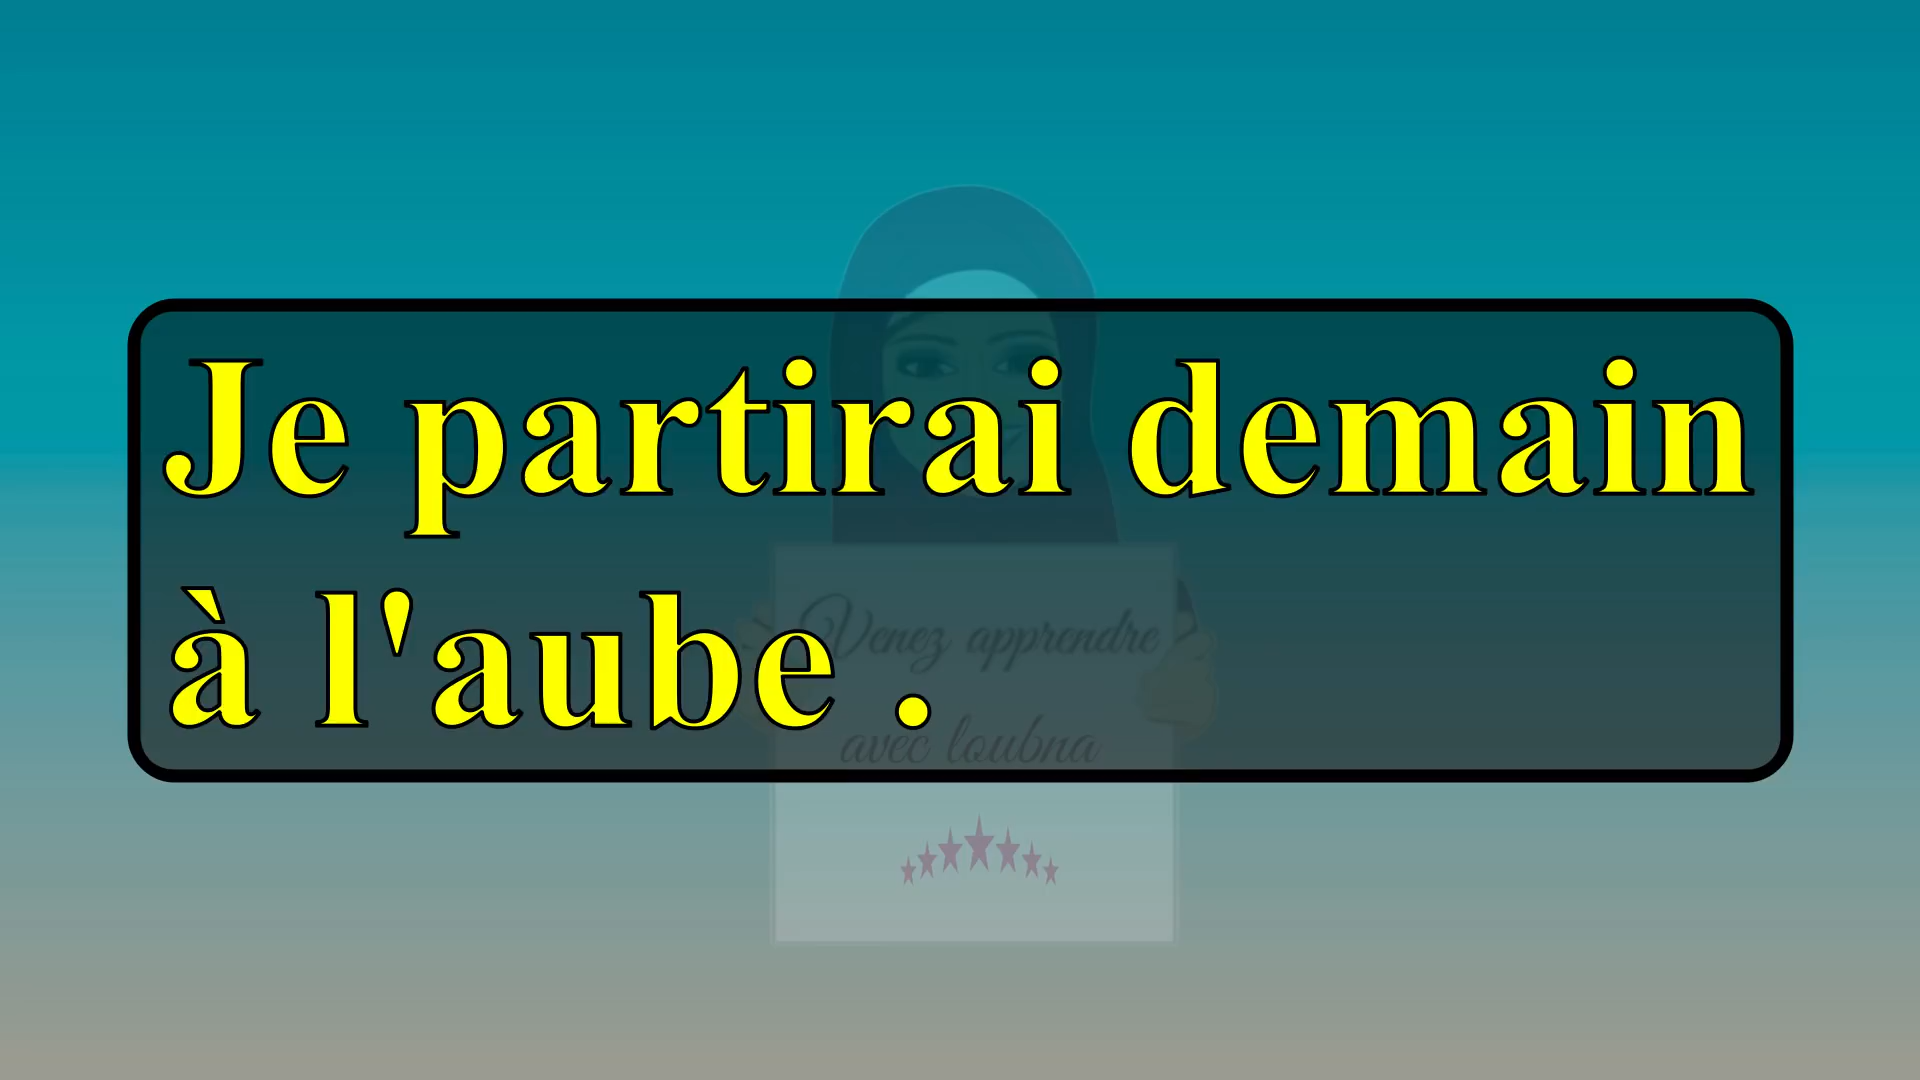 Je partirai demain
à l'aube .
Venez apprendre
avec loubna